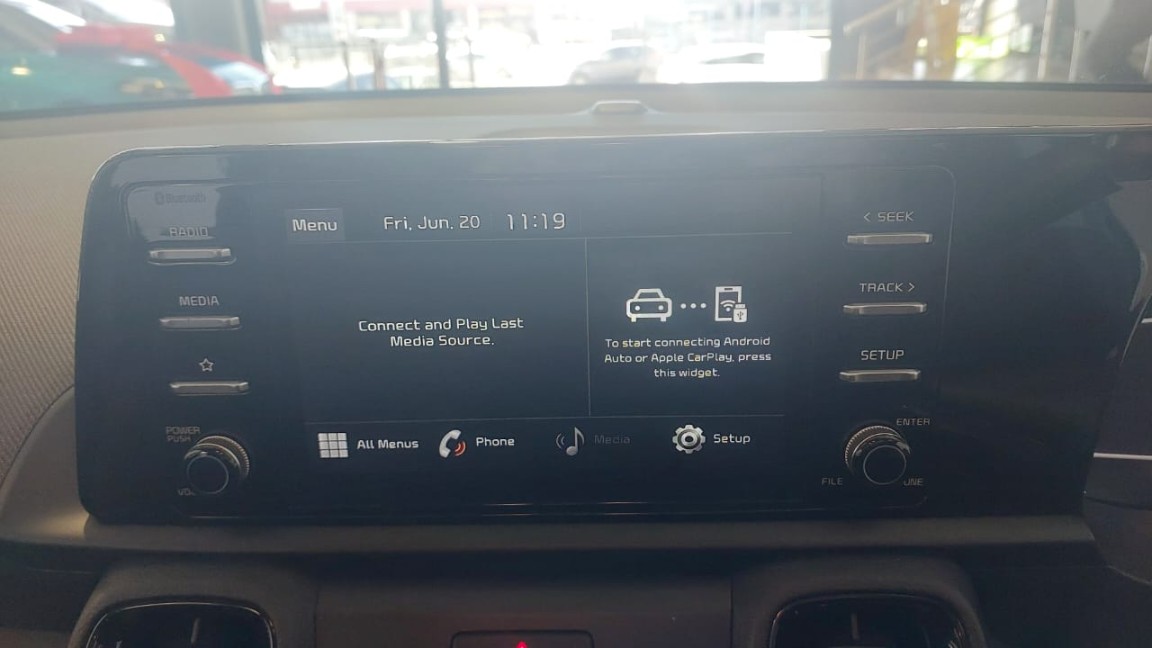 Bluetooth
RADIO
MEDIA
POWER
PUSH
Menu
Fri, Jun. 20
11:19
Connect and Play Last
Media Source.
To start connecting Android
Auto or Apple CarPlay, press
this widget.
All Menus
Phone
Media
Setup
< SEEK
TRACK >
SETUP
ENTER
FILE